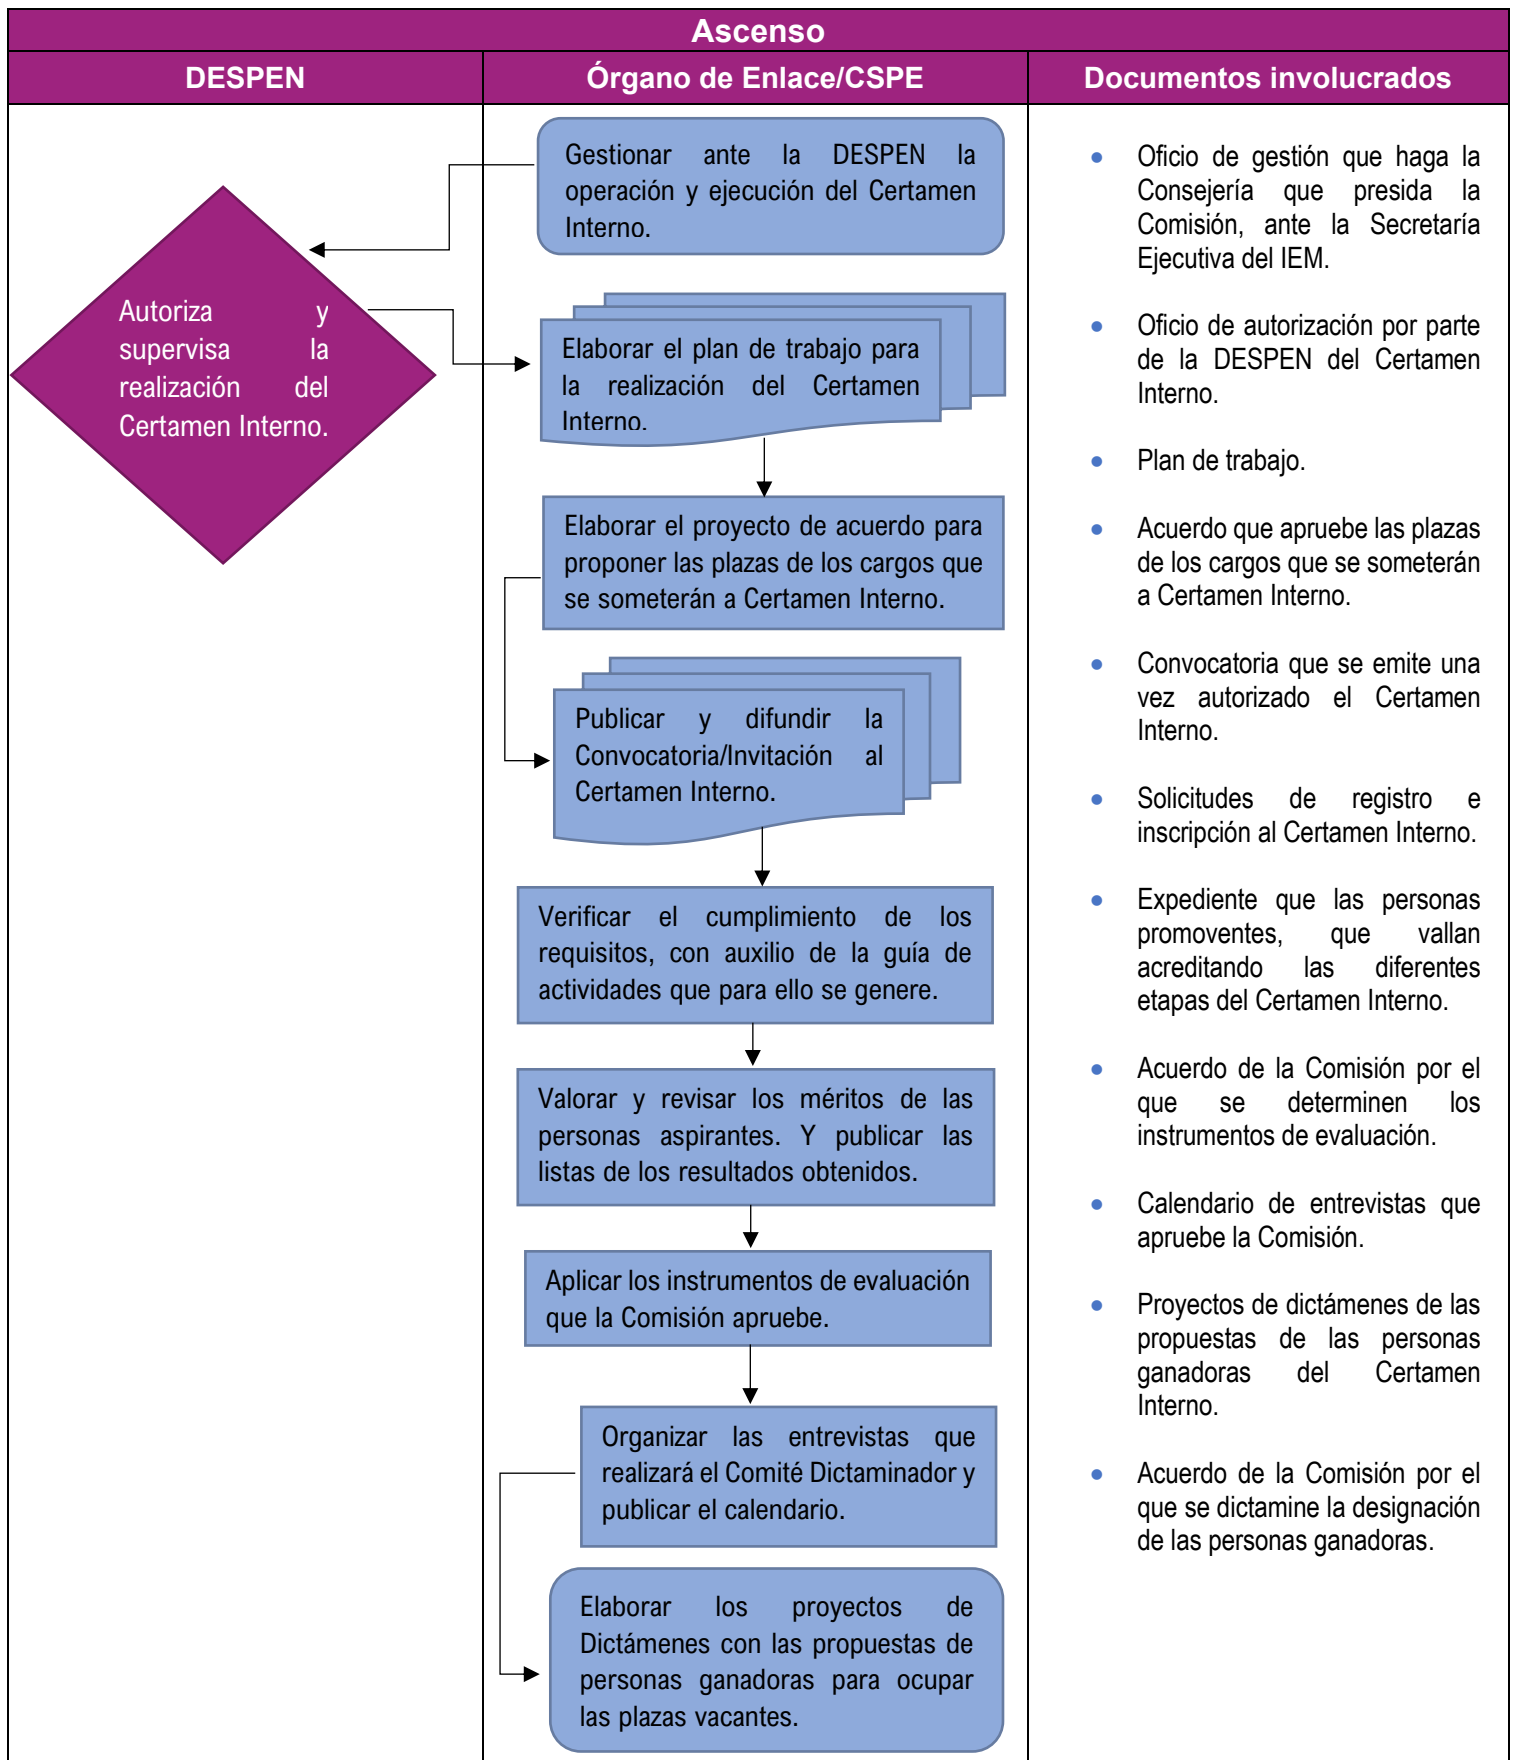 Ascenso
DESPEN
Órgano de Enlace/CSPE
Documentos involucrados
Autoriza y
supervisa la
realización del
Certamen Interno.
Gestionar ante la DESPEN la
operación y ejecución del Certamen
Interno.
Elaborar el plan de trabajo para
la realización del Certamen
Interno.
Elaborar el proyecto de acuerdo para
proponer las plazas de los cargos que
se someterán a Certamen Interno.
Publicar y difundir la
Convocatoria/Invitación al
Certamen Interno.
Verificar el cumplimiento de los
requisitos, con auxilio de la guía de
actividades que para ello se genere.
Valorar y revisar los méritos de las
personas aspirantes. Y publicar las
listas de los resultados obtenidos.
Aplicar los instrumentos de evaluación
que la Comisión apruebe.
Organizar las entrevistas que
realizará el Comité Dictaminador y
publicar el calendario.
Elaborar los proyectos de
Dictámenes con las propuestas de
personas ganadoras para ocupar
las plazas vacantes.
• Oficio de gestión que haga la
Consejería que presida la
Comisión, ante la Secretaría
Ejecutiva del IEM.
• Oficio de autorización por parte
de la DESPEN del Certamen
Interno.
• Plan de trabajo.
• Acuerdo que apruebe las plazas
de los cargos que se someterán
a Certamen Interno.
• Convocatoria que se emite una
vez autorizado el Certamen
Interno.
• Solicitudes de registro e
inscripción al Certamen Interno.
• Expediente que las personas
promoventes, que vallan
acreditando las diferentes
etapas del Certamen Interno.
• Acuerdo de la Comisión por el
que se determinen los
instrumentos de evaluación.
• Calendario de entrevistas que
apruebe la Comisión.
• Proyectos de dictámenes de las
propuestas de las personas
ganadoras del Certamen
Interno.
• Acuerdo de la Comisión por el
que se dictamine la designación
de las personas ganadoras.